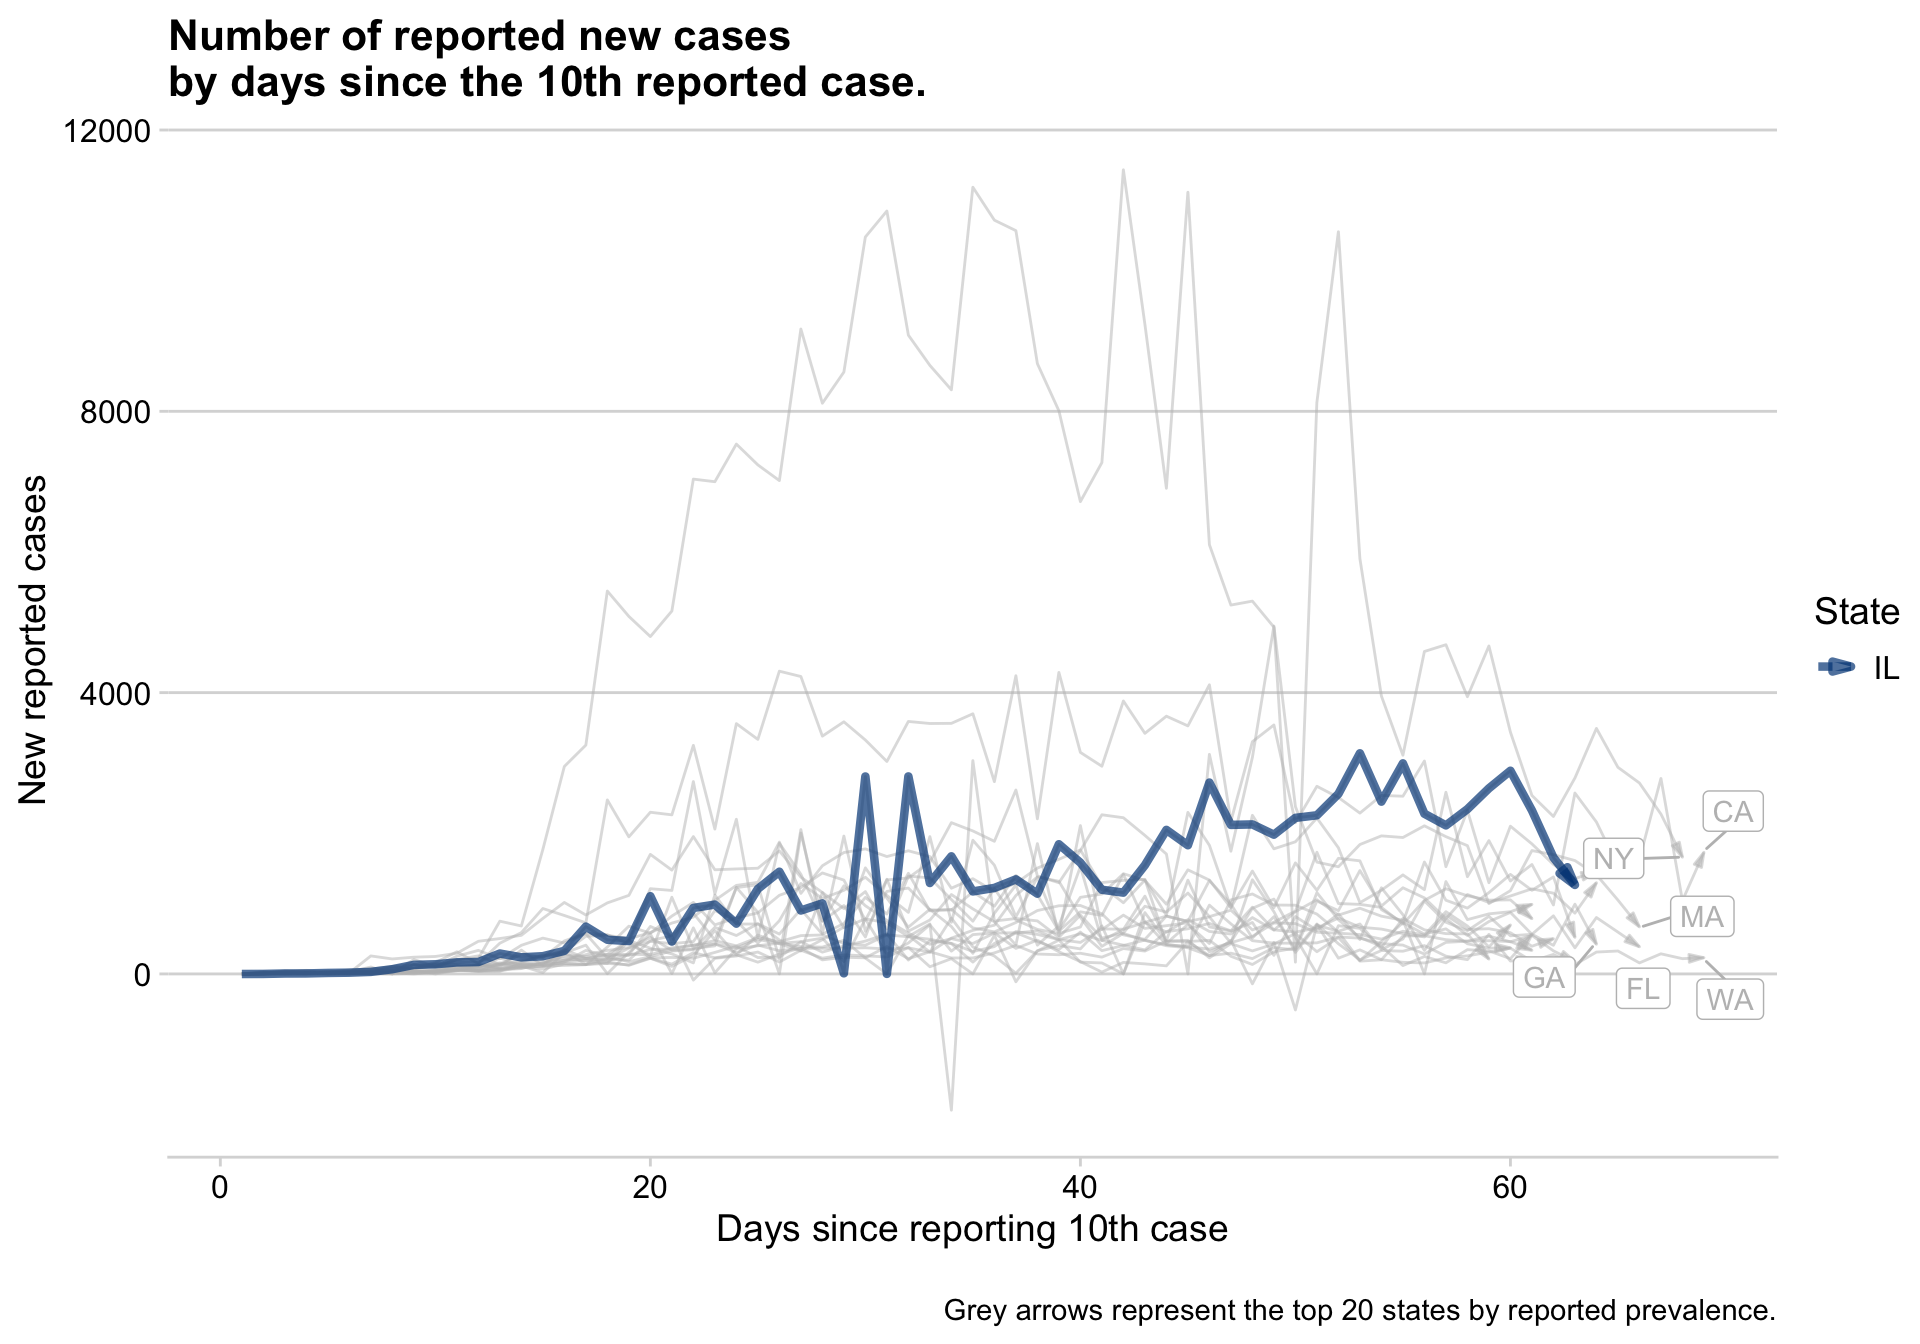 Number of reported new cases
by days since the 10th reported case.
12000
8000
4000
0
New reported cases
0
20
40
60
Days since reporting 10th case
CA
NY
MA
GA
FL
WA
State
IL
Grey arrows represent the top 20 states by reported prevalence.